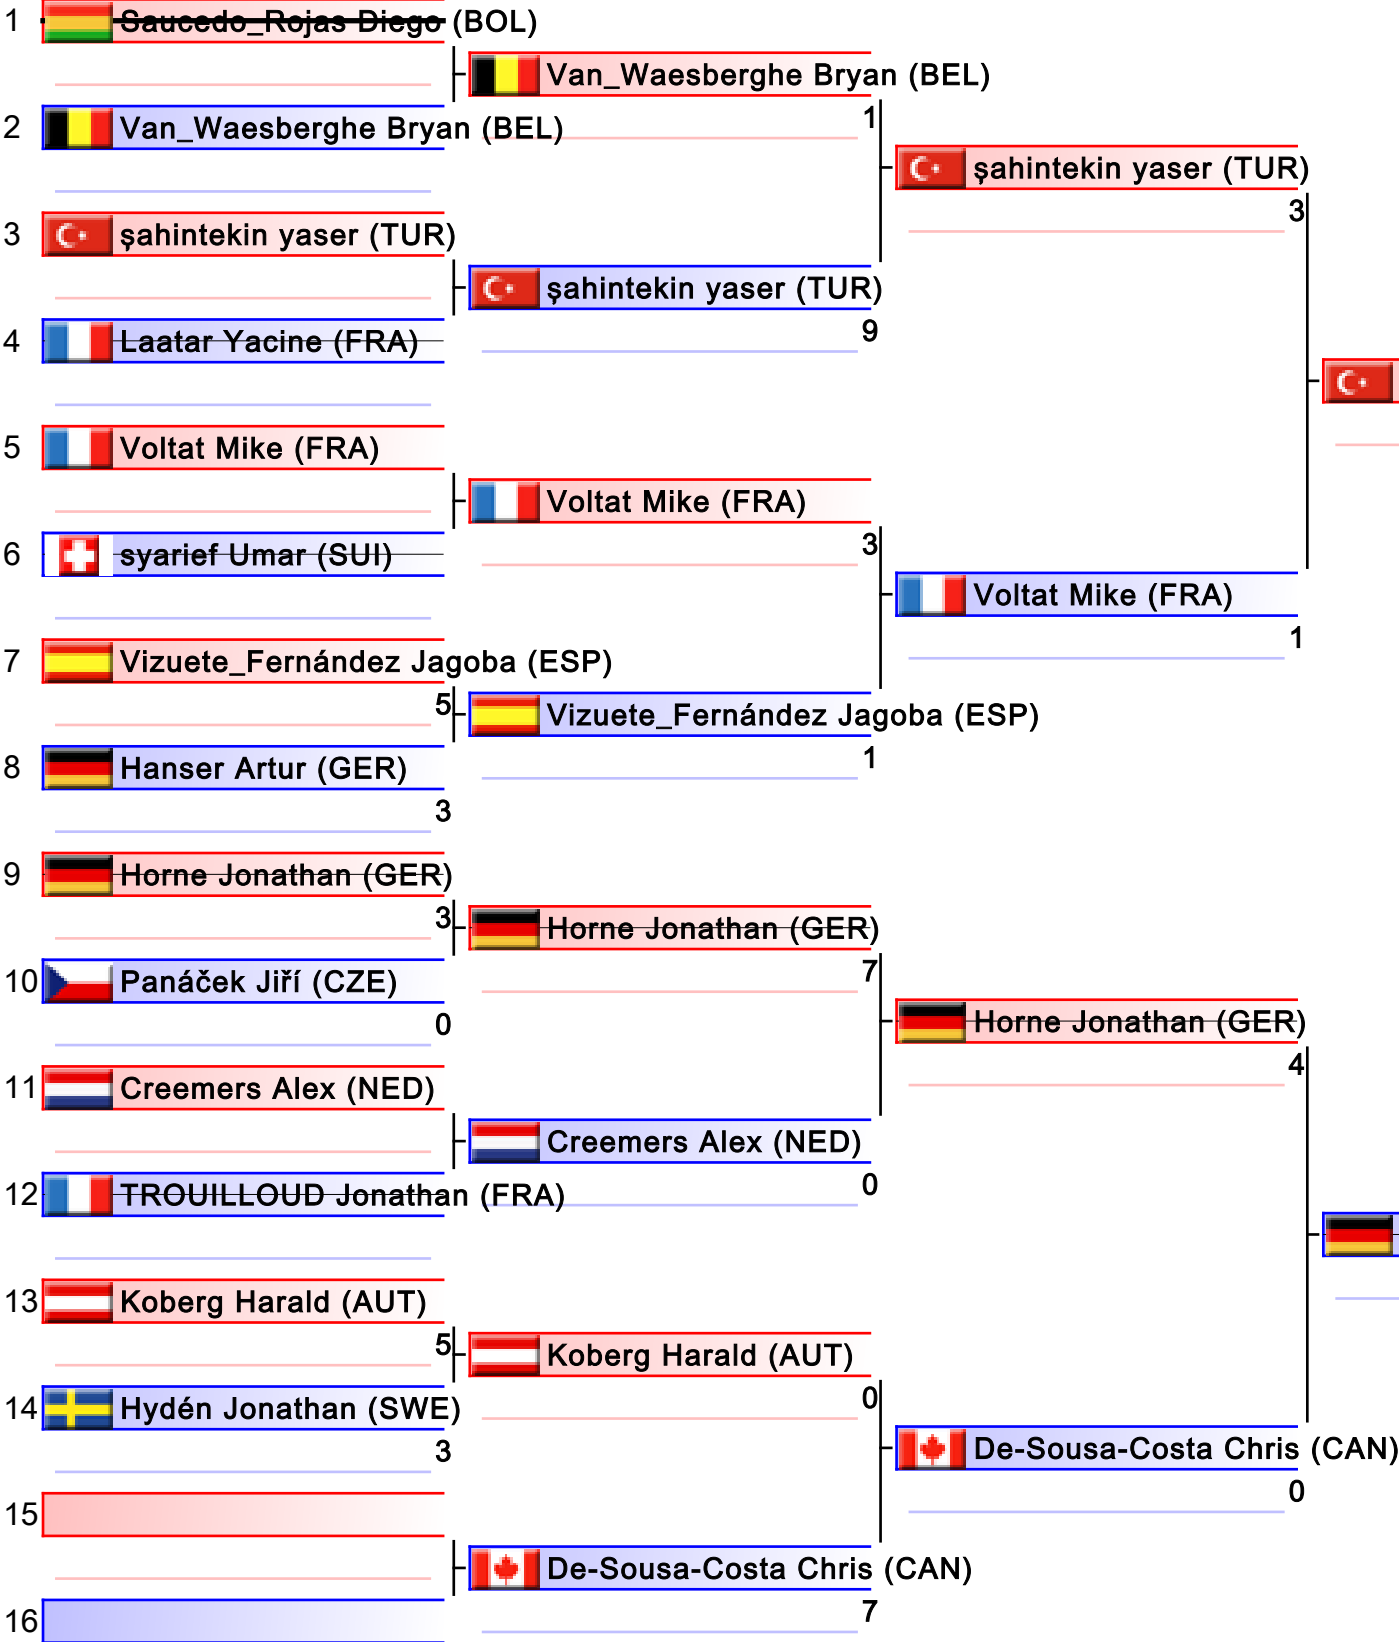 1 Saucedo_Rojas Diego (BOL)
Van_Waesberghe Bryan (BEL)
1
2 Van_Waesberghe Bryan (BEL)
şahintekin yaser (TUR)
3
3 şahintekin yaser (TUR)
şahintekin yaser (TUR)
9
4 Laatar Yacine (FRA)
5 Voltat Mike (FRA)
Voltat Mike (FRA)
3
6 syarief Umar (SUI)
Voltat Mike (FRA)
1
7 Vizuete_Fernández Jagoba (ESP)
5
Vizuete_Fernández Jagoba (ESP)
1
8 Hanser Artur (GER)
3
9 Horne Jonathan (GER)
3
Horne Jonathan (GER)
7
10 Panáček Jiří (CZE)
0
Horne Jonathan (GER)
4
11 Creemers Alex (NED)
Creemers Alex (NED)
0
12 TROUILLOUD Jonathan (FRA)
13 Koberg Harald (AUT)
5
Koberg Harald (AUT)
0
14 Hydén Jonathan (SWE)
3
De-Sousa-Costa Chris (CAN)
0
15
De-Sousa-Costa Chris (CAN)
7
16